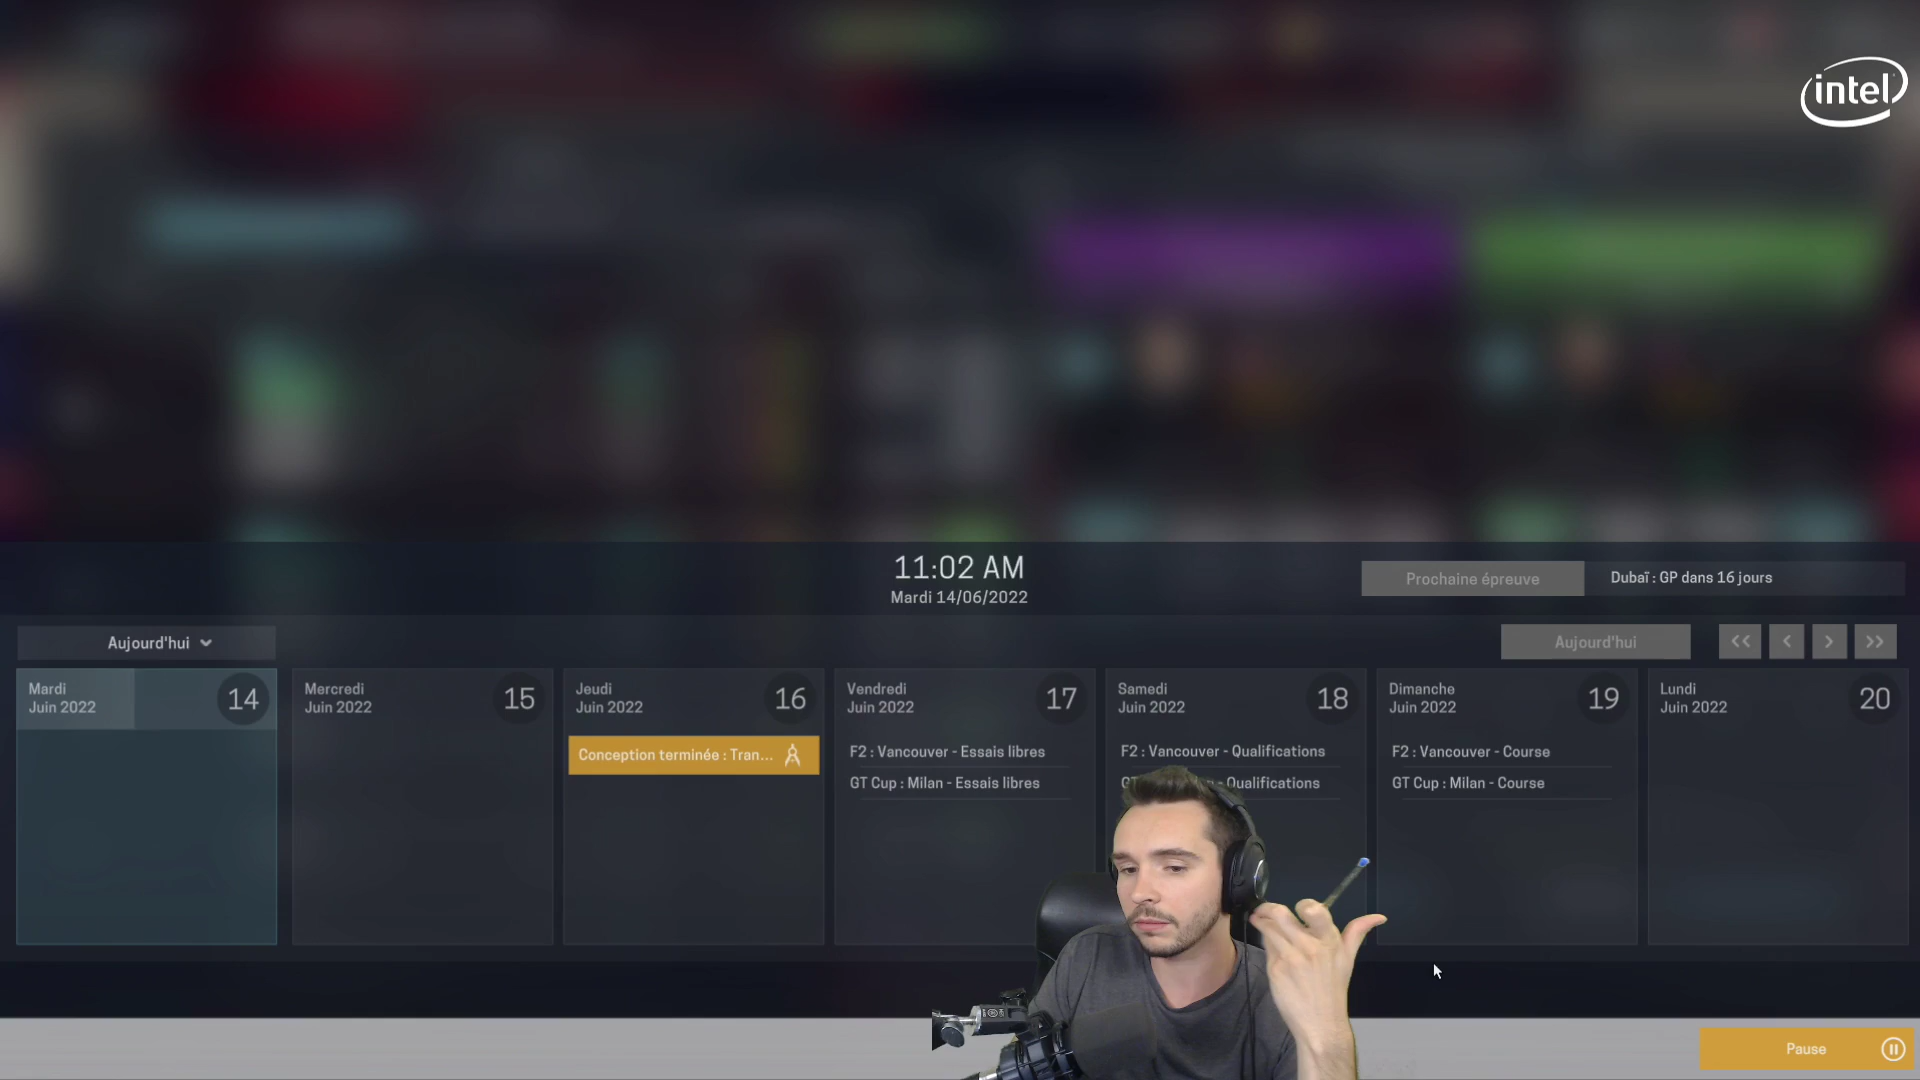 intel
11:02 AM
Mardi 14/06/2022
Prochaine épreuve
Dubaï : GP dans 16 jours
Aujourd'hui
Aujourd'hui
Mardi
Juin 2022
14
Mercredi
Juin 2022
15
Jeudi
Juin 2022
16
Conception terminée : Tran...
Vendredi
Juin 2022
17
F2 : Vancouver - Essais libres
GT Cup : Milan - Essais libres
Samedi
Juin 2022
18
F2 : Vancouver - Qualifications
- Qualifications
Dimanche
Juin 2022
19
F2 : Vancouver - Course
GT Cup : Milan - Course
Lundi
Juin 2022
20
Pause